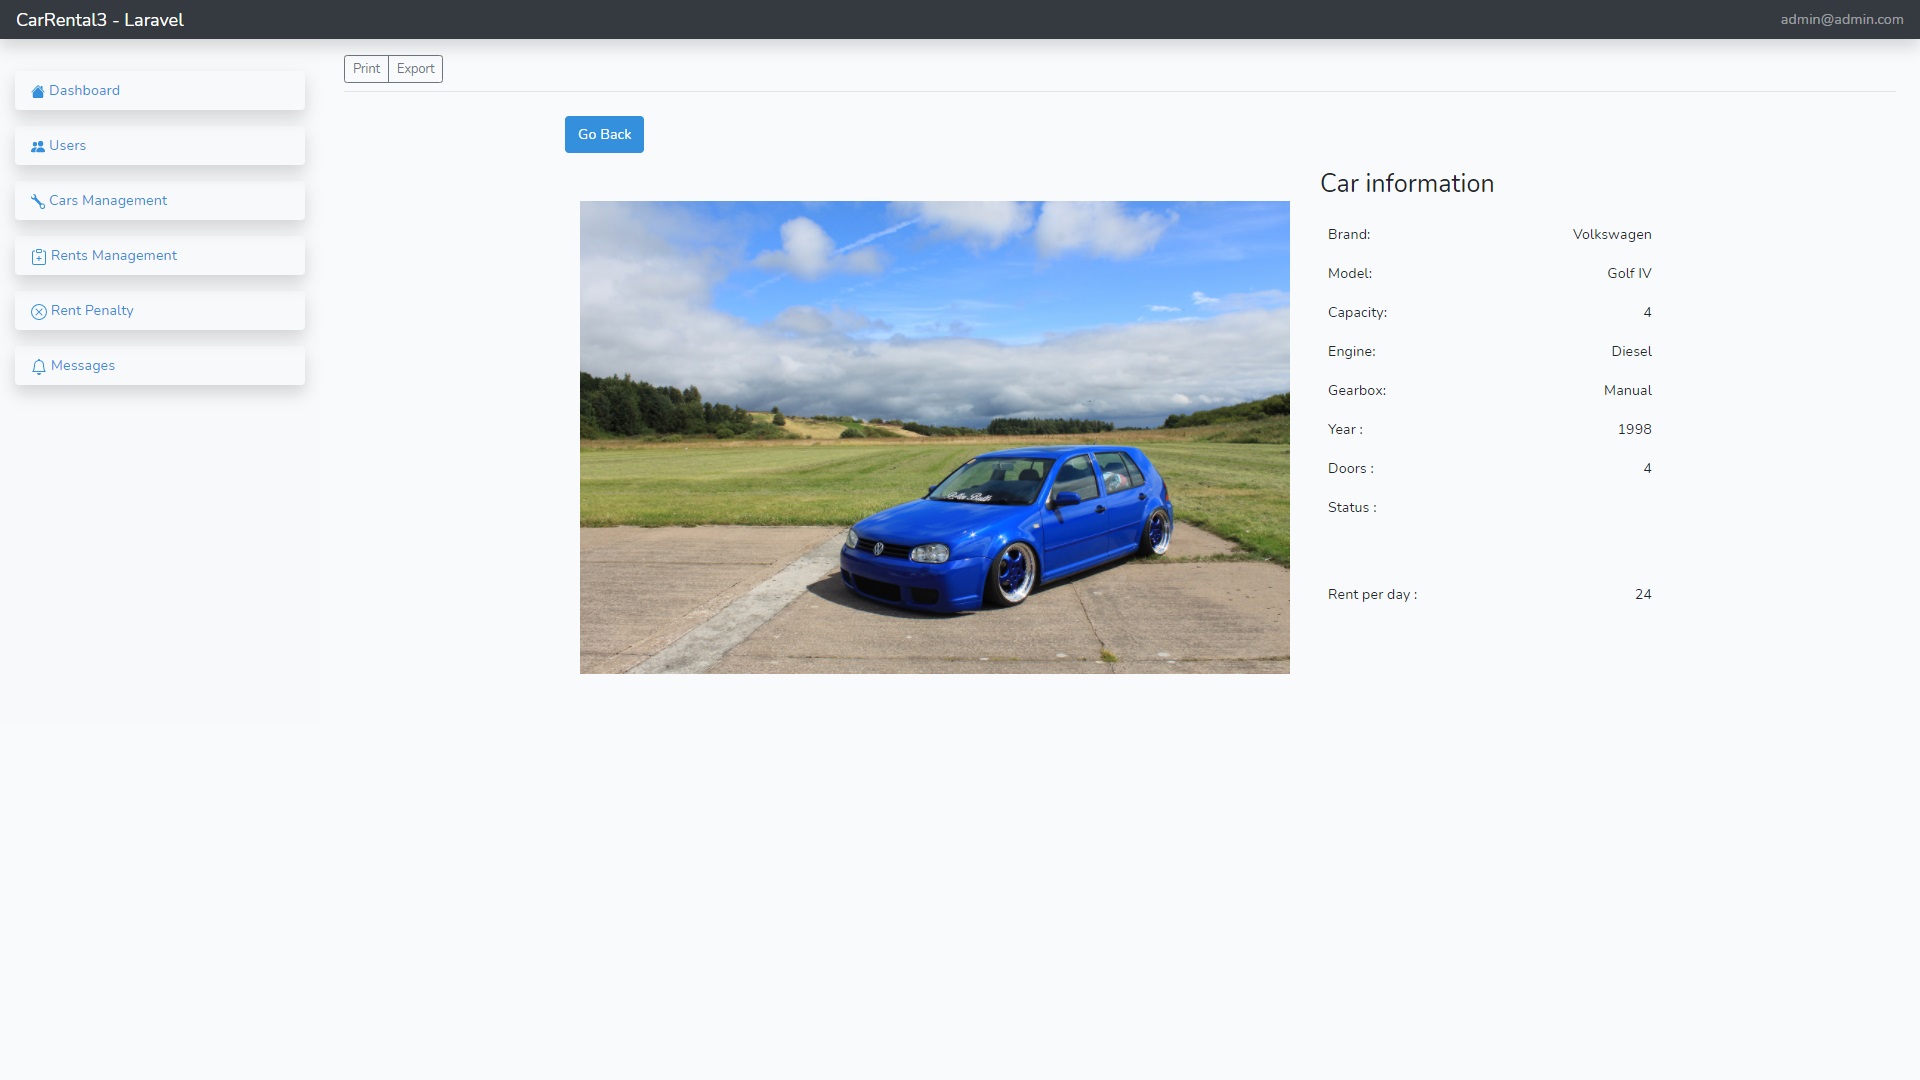 CarRental3 - Laravel
admin@admin.com
Dashboard
Users
Cars Management
Rents Management
Rent Penalty
Messages
Print Export
Go Back
Car information
Brand: Volkswagen
Model: Golf IV
Capacity: 4
Engine: Diesel
Gearbox: Manual
Year : 1998
Doors : 4
Status :
Rent per day : 24